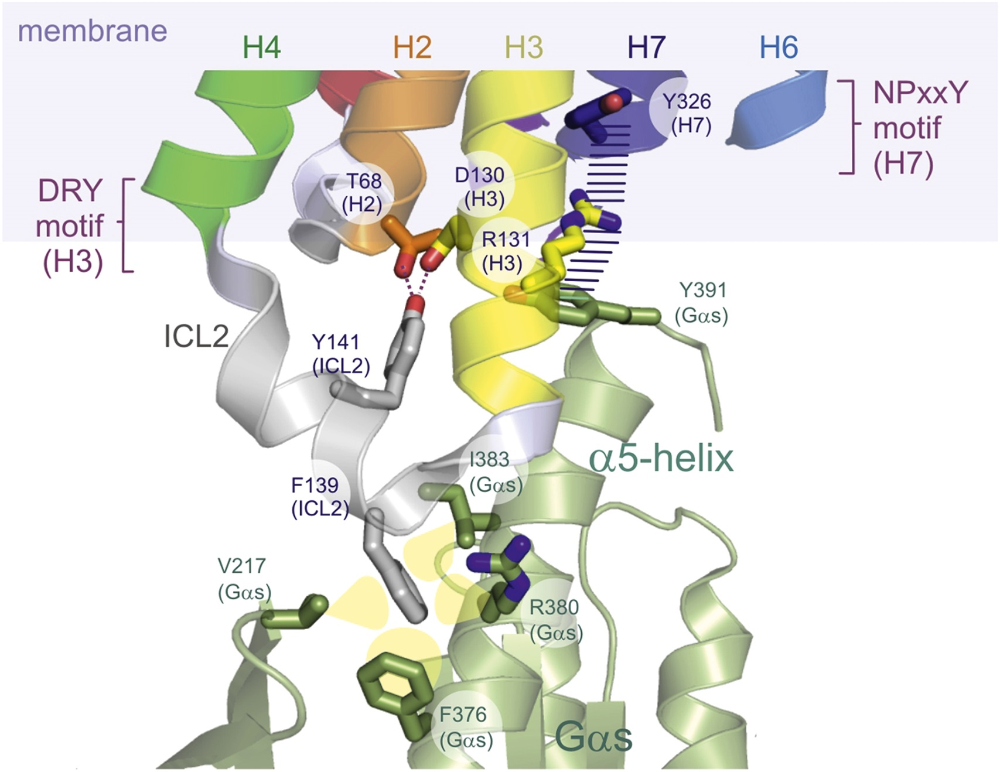 membrane
H4
H2
H3
H7
H6
Y326
(H7)
NPxxY
motif
(H7)
DRY
motif
(H3)
T68
(H2)
D130
(H3)
R131
(H3)
Y391
(Gαs)
ICL2
Y141
(ICL2)
α5-helix
I383
(Gαs)
F139
(ICL2)
V217
(Gαs)
R380
(Gαs)
F376
(Gαs)
Gαs